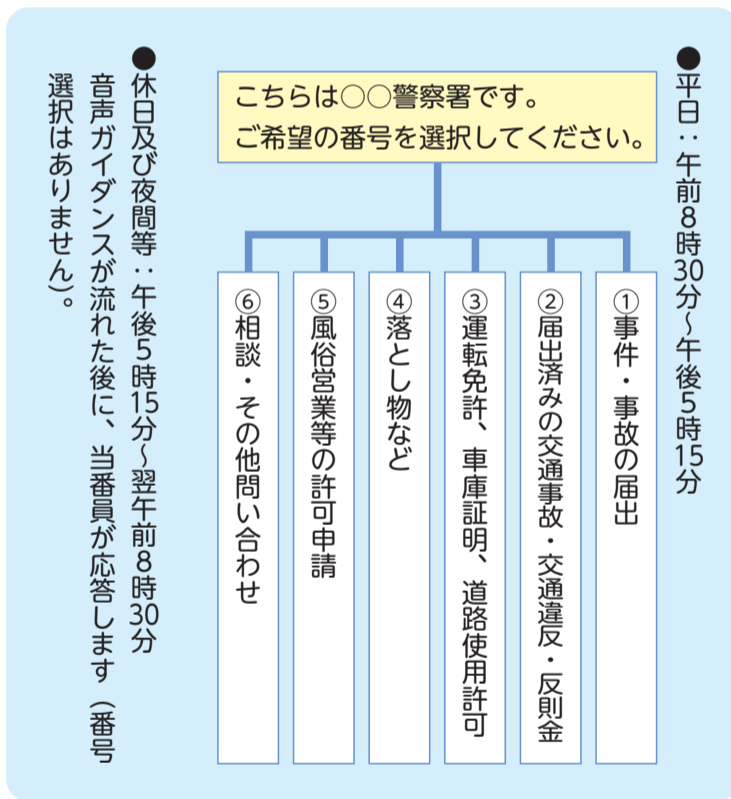 ●平日：午前8時30分～午後5時15分
こちらは○○警察署です。
ご希望の番号を選択してください。
①事件・事故の届出
②届出済みの交通事故・交通違反・反則金
③運転免許、車庫証明、道路使用許可
④落とし物など
⑤風俗営業等の許可申請
⑥相談・その他問い合わせ
●休日及び夜間等：午後5時15分～翌午前8時30分
音声ガイダンスが流れた後に、当番員が応答します（番号
選択はありません）。